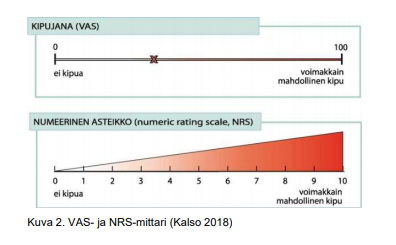 KIPUJANA (VAS)
0 100
ei kipua voimakkain
mahdollinen kipu
NUMEERINEN ASTEIKKO (numeric rating scale, NRS)
0 1 2 3 4 5 6 7 8 9 10
ei kipua voimakkain
mahdollinen kipu
Kuva 2. VAS- ja NRS-mittari (Kalso 2018)